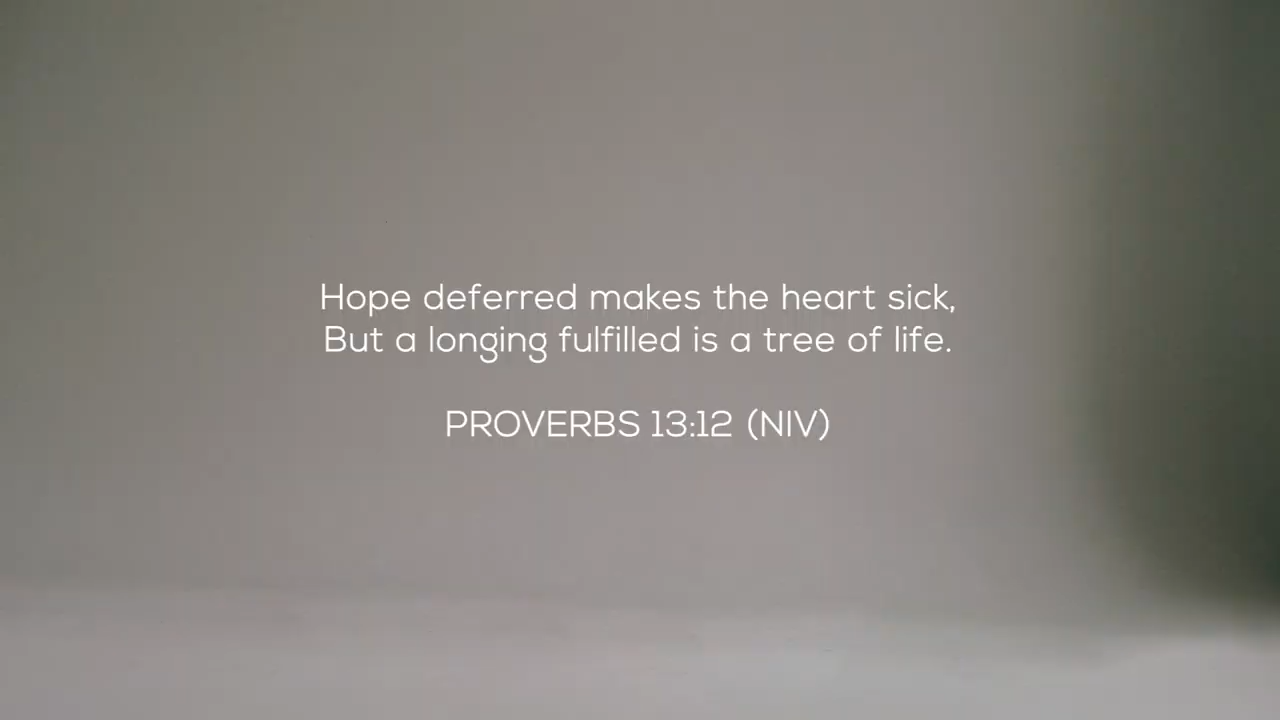 Hope deferred makes the heart sick,
But a longing fulfilled is a tree of life.
PROVERBS 13:12 (NIV)